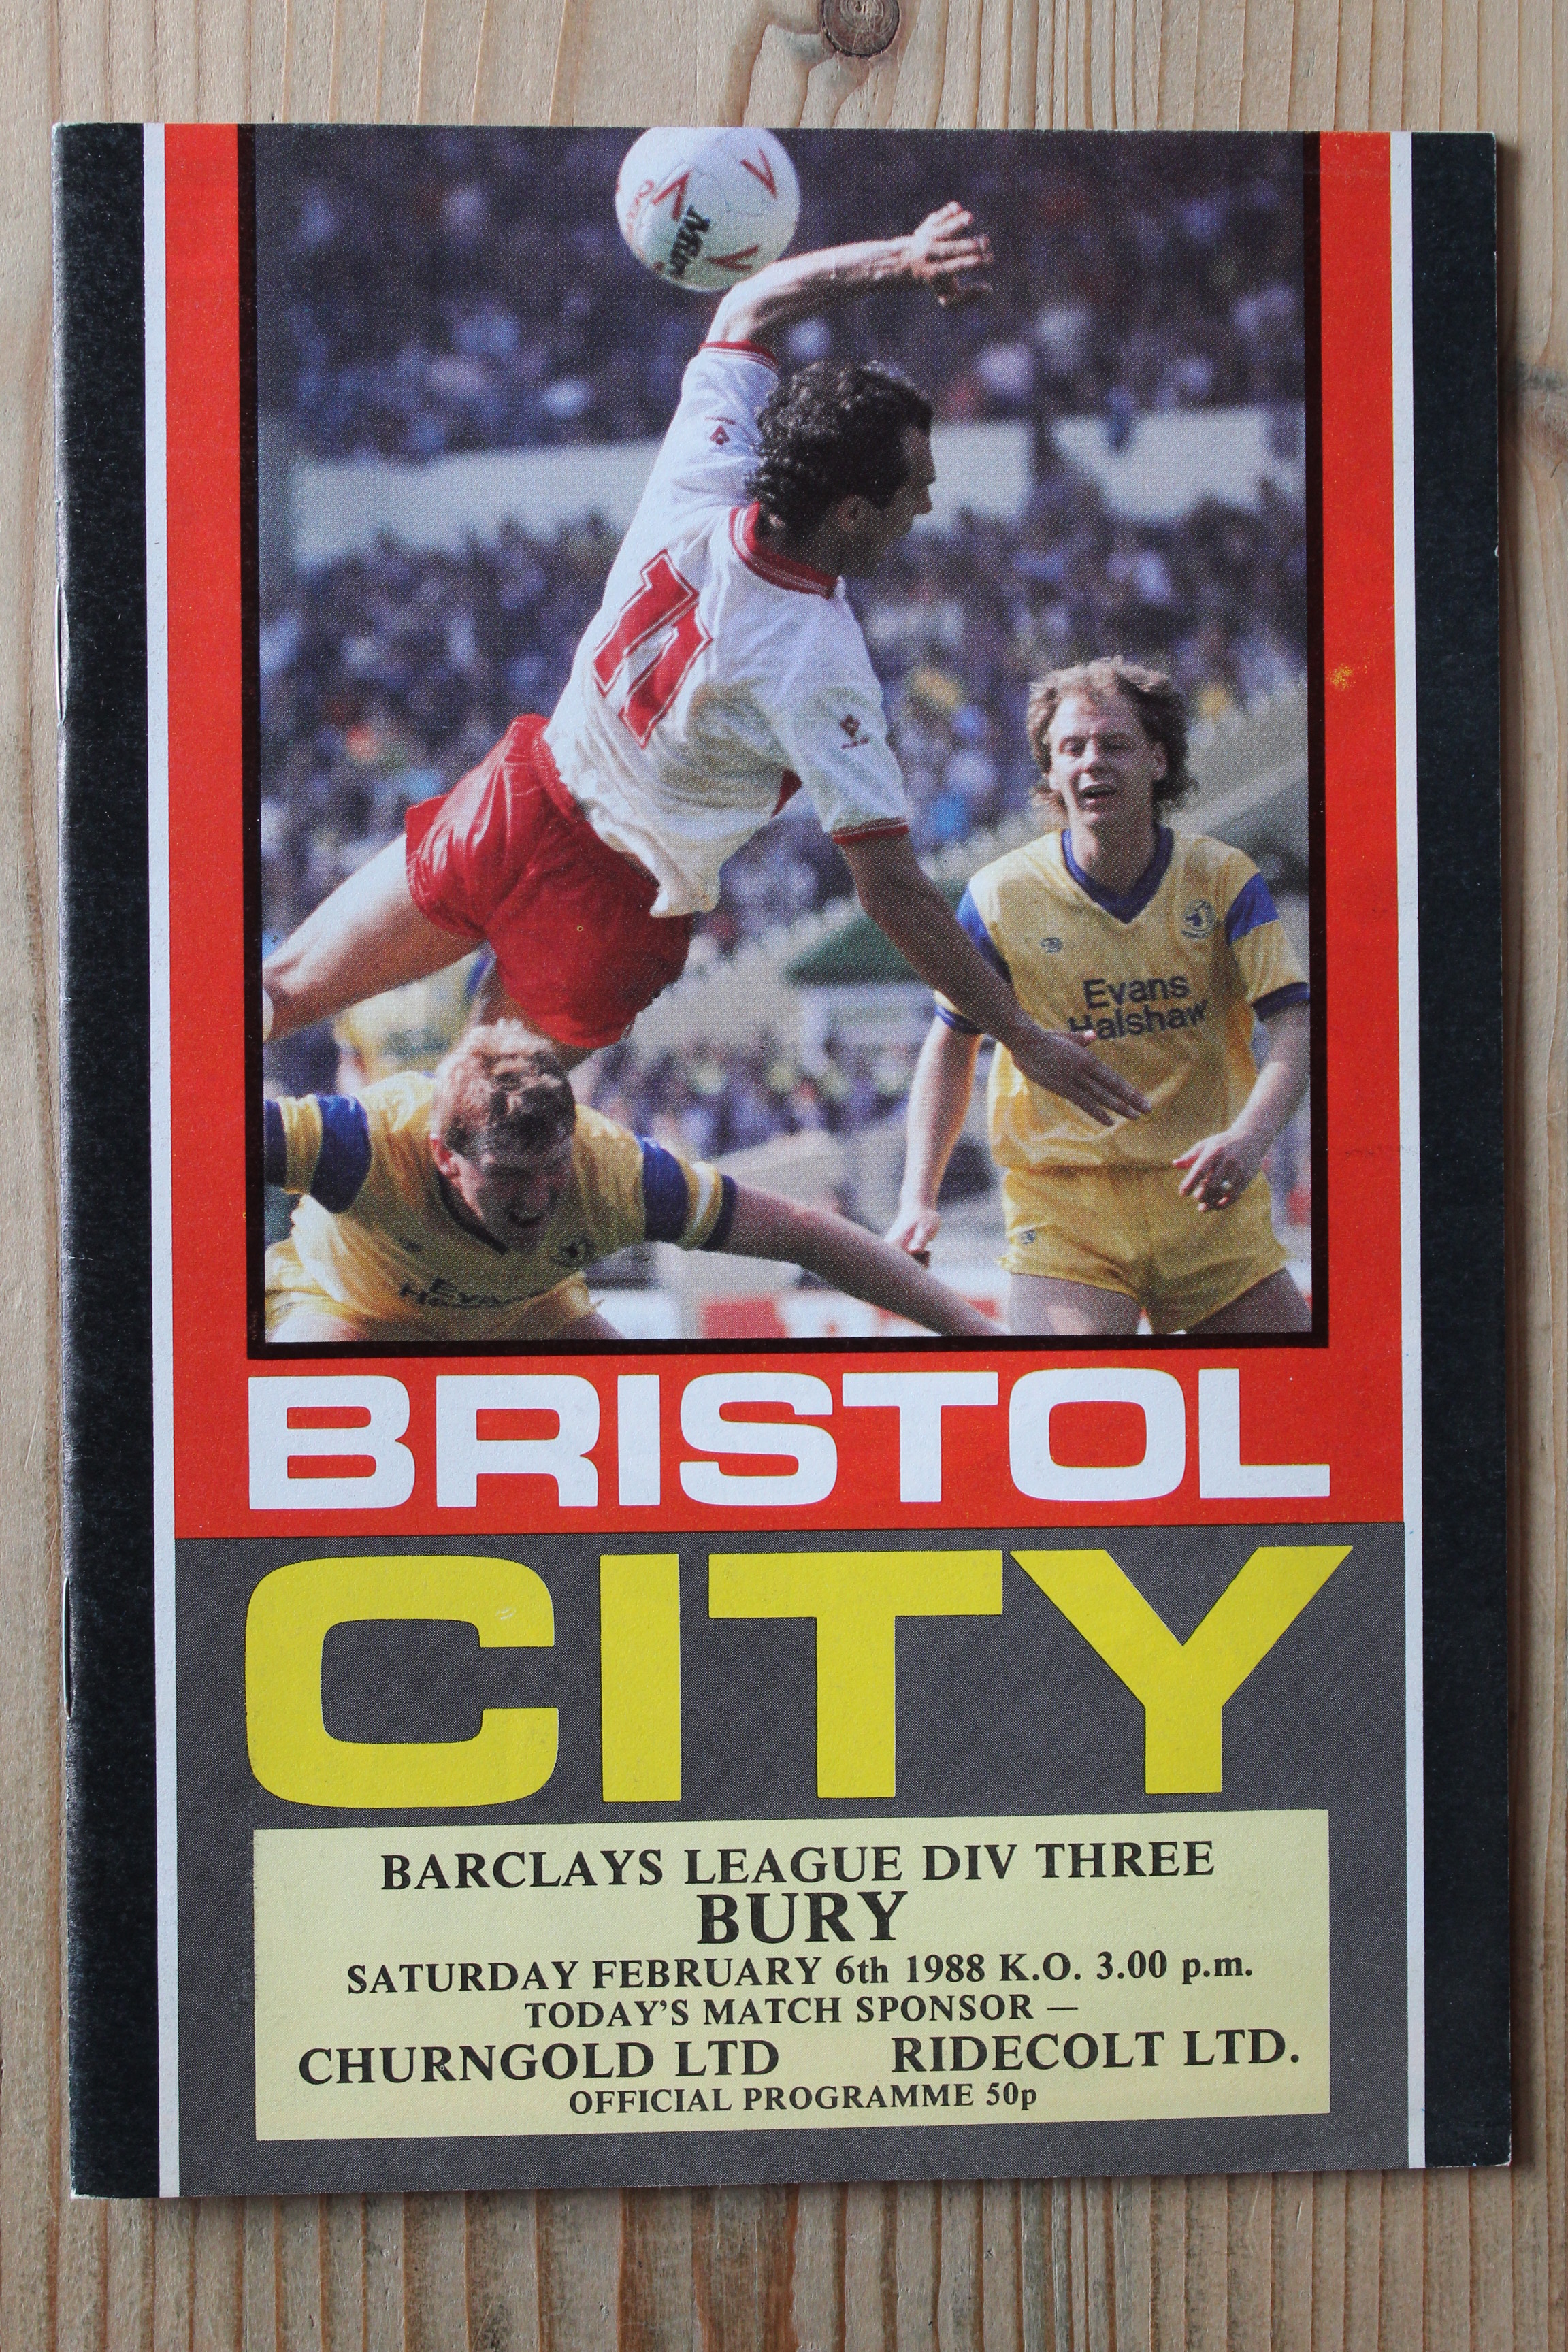 Mitre
11
Evans
Halshaw
BRISTOL
CITY
BARCLAYS LEAGUE DIV THREE
BURY
SATURDAY FEBRUARY 6th 1988 K.O. 3.00 p.m.
TODAY'S MATCH SPONSOR —
CHURNGOLD LTD RIDECOLT LTD.
OFFICIAL PROGRAMME 50p